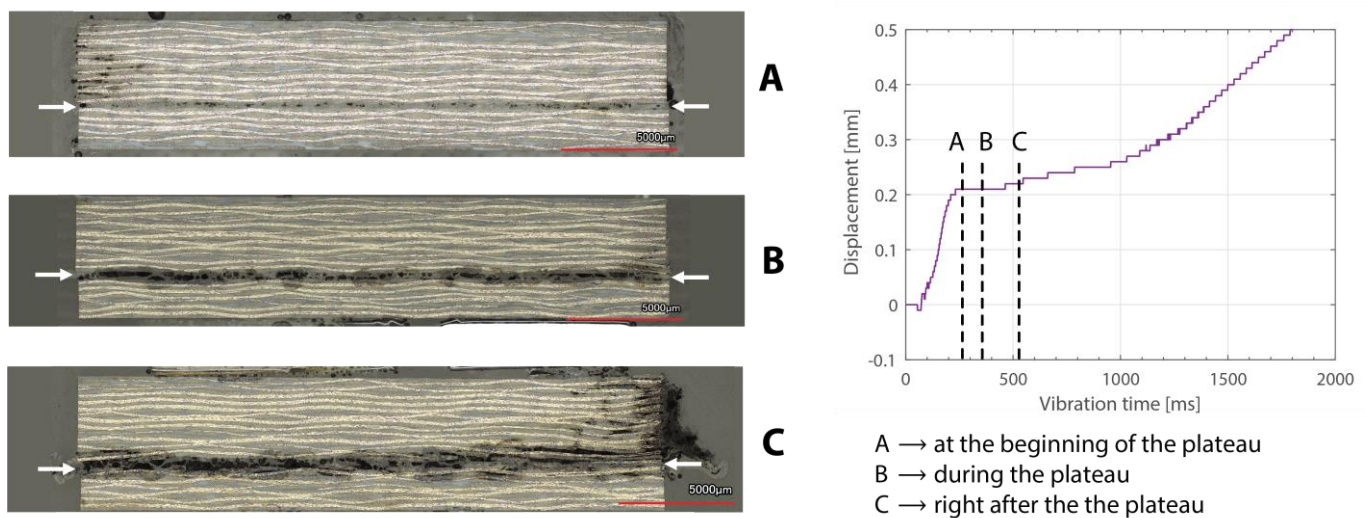 A
5000μm
B
5000μm
C
5000μm
Displacement [mm]
0.5
0.4
0.3
0.2
0.1
0
-0.1
A B C
0 500 1000 1500 2000
Vibration time [ms]
A → at the beginning of the plateau
B → during the plateau
C → right after the the plateau